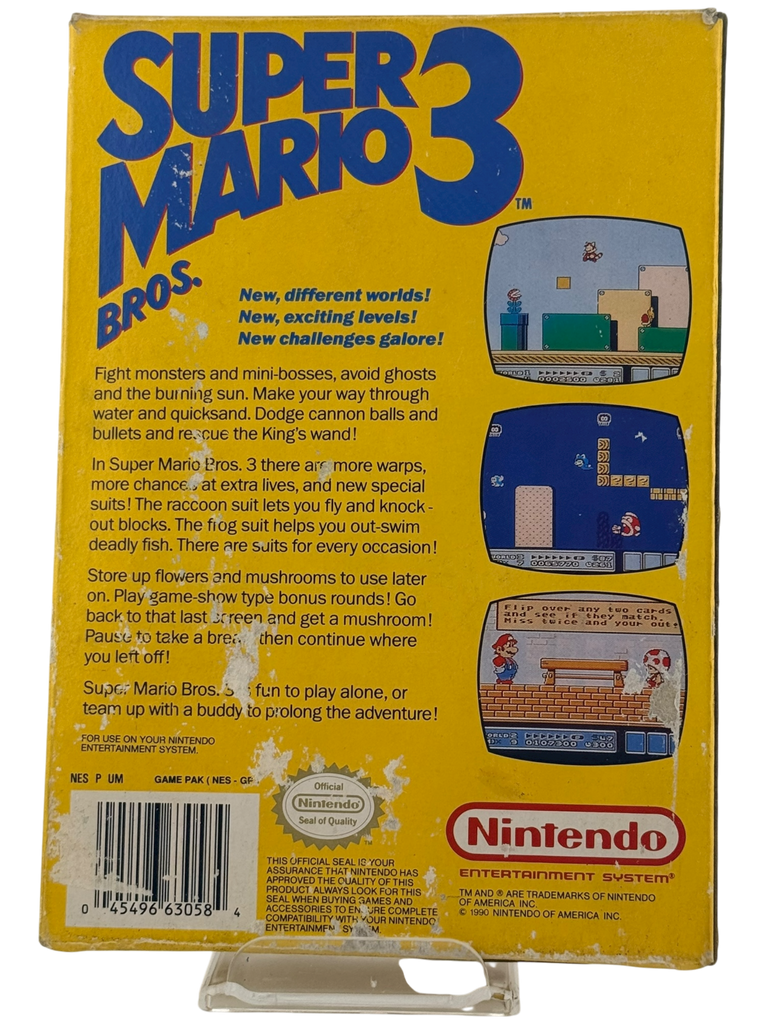 SUPER
MARIO 3
BROS.
TM
New, different worlds!
New, exciting levels!
New challenges galore!
Fight monsters and mini-bosses, avoid ghosts
and the burning sun. Make your way through
water and quicksand. Dodge cannon balls and
bullets and rescue the King's wand!
In Super Mario Bros. 3 there are more warps,
more chances at extra lives, and new special
suits! The raccoon suit lets you fly and knock-
out blocks. The frog suit helps you out-swim
deadly fish. There are suits for every occasion!
Store up flowers and mushrooms to use later
on. Play game-show type bonus rounds! Go
back to that last screen and get a mushroom!
Pause to take a break then continue where
you left off!
Super Mario Bros. 3 is fun to play alone, or
team up with a buddy to prolong the adventure!
FOR USE ON YOUR NINTENDO
ENTERTAINMENT SYSTEM.
NES P UM GAME PAK (NES - GP
0 45496 63058 4
Official
Nintendo
Seal of Quality
TM
THIS OFFICIAL SEAL IS YOUR
ASSURANCE THAT NINTENDO HAS
APPROVED THE QUALITY OF THIS
PRODUCT. ALWAYS LOOK FOR THIS
SEAL WHEN BUYING GAMES AND
ACCESSORIES TO ENSURE COMPLETE
COMPATIBILITY WITH YOUR NINTENDO
ENTERTAINMENT SYSTEM.
0002500
0065770
Flip over any two cards
and see if they match.
Miss twice and your out!
0107300 300
Nintendo®
ENTERTAINMENT SYSTEM®
TM AND ® ARE TRADEMARKS OF NINTENDO
OF AMERICA INC.
© 1990 NINTENDO OF AMERICA INC.